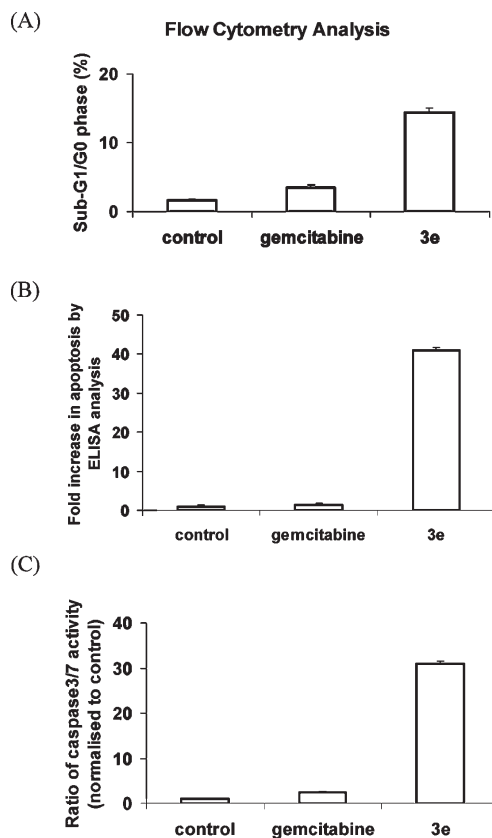 (A)
Flow Cytometry Analysis
Sub-G1/G0 phase (%)
20
10
0
control gemcitabine 3e
(B)
Fold increase in apoptosis by
ELISA analysis
50
40
30
20
10
0
control gemcitabine 3e
(C)
Ratio of caspase3/7 activity
(normalised to control)
40
30
20
10
0
control gemcitabine 3e